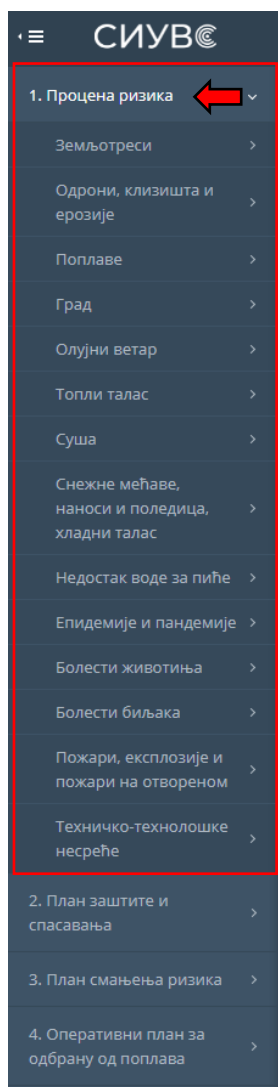 СИУВС
1. Процена ризика
Земљотреси
Одрони, клизишта и
ерозије
Поплаве
Град
Олујни ветар
Топли талас
Суша
Снежне мећаве,
наноси и поледица,
хладни талас
Недостак воде за пиће
Епидемије и пандемије
Болести животиња
Болести биљака
Пожари, експлозије и
пожари на отвореном
Техничко-технолошке
несреће
2. План заштите и
спасавања
3. План смањења ризика
4. Оперативни план за
одбрану од поплава